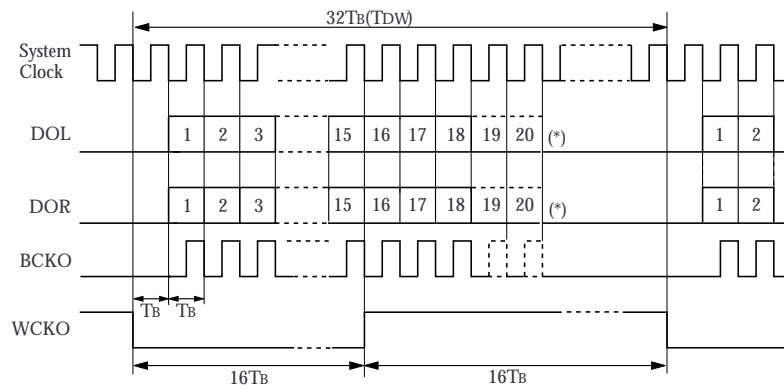 32TB(TDW)
System
Clock
DOL 1 2 3 15 16 17 18 19 20 (*) 1 2
DOR 1 2 3 15 16 17 18 19 20 (*) 1 2
BCKO
TB TB
WCKO
16TB 16TB